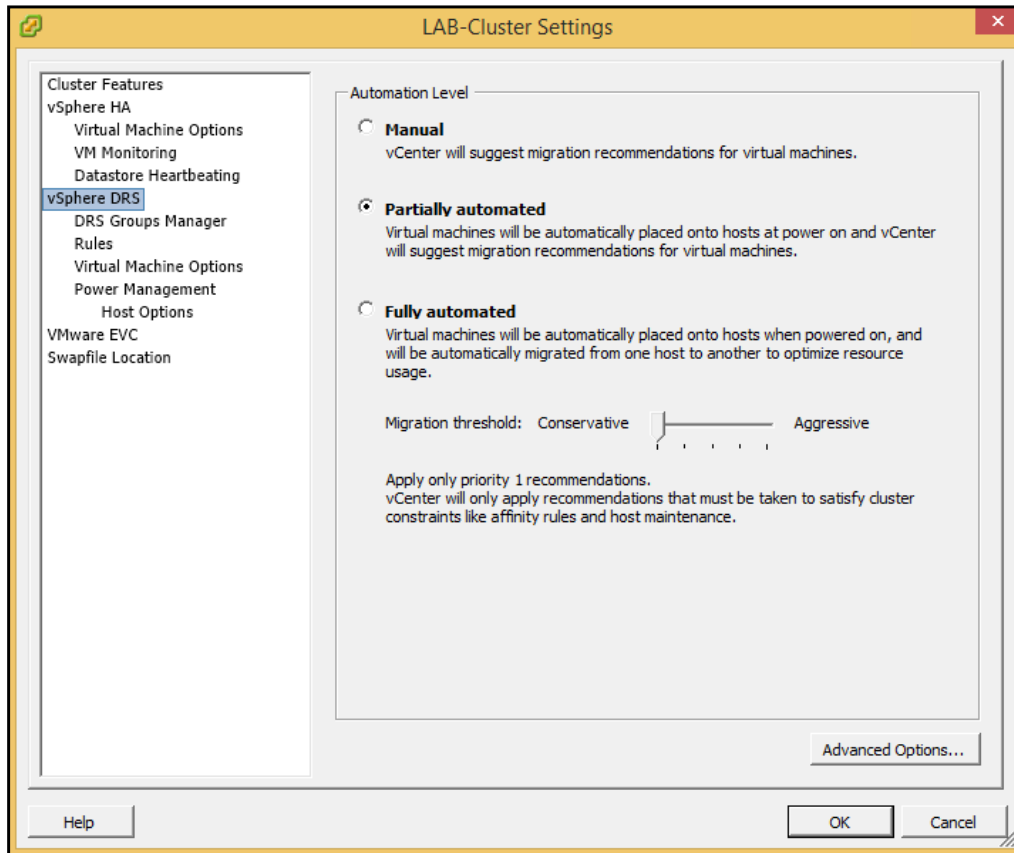 LAB-Cluster Settings
Cluster Features
vSphere HA
Virtual Machine Options
VM Monitoring
Datastore Heartbeating
vSphere DRS
DRS Groups Manager
Rules
Virtual Machine Options
Power Management
Host Options
VMware EVC
Swapfile Location
Automation Level
Manual
vCenter will suggest migration recommendations for virtual machines.
Partially automated
Virtual machines will be automatically placed onto hosts at power on and vCenter
will suggest migration recommendations for virtual machines.
Fully automated
Virtual machines will be automatically placed onto hosts when powered on, and
will be automatically migrated from one host to another to optimize resource
usage.
Migration threshold: Conservative Aggressive
Apply only priority 1 recommendations.
vCenter will only apply recommendations that must be taken to satisfy cluster
constraints like affinity rules and host maintenance.
Advanced Options...
Help OK Cancel